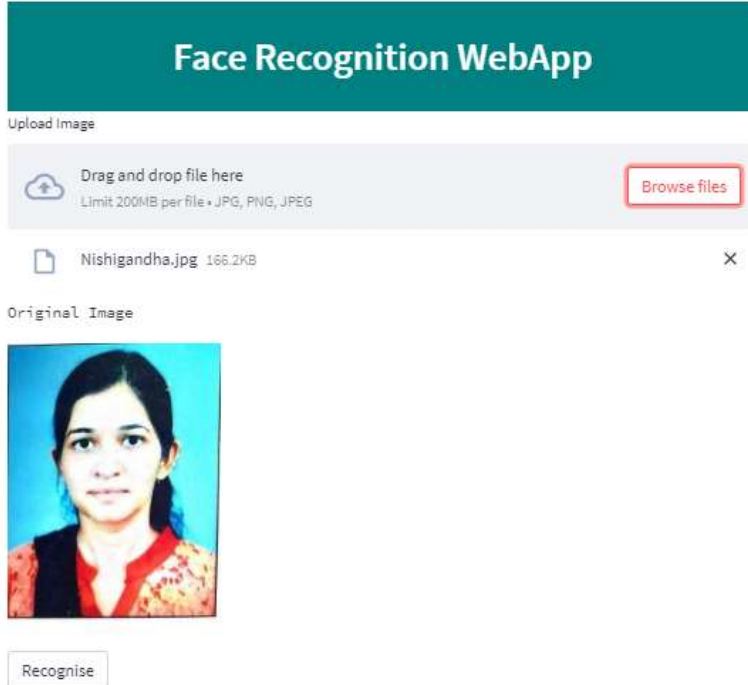 Face Recognition WebApp
Upload Image
Drag and drop file here
Limit 200MB per file • JPG, PNG, JPEG
Browse files
Nishigandha.jpg 166.2KB
Original Image
Recognise